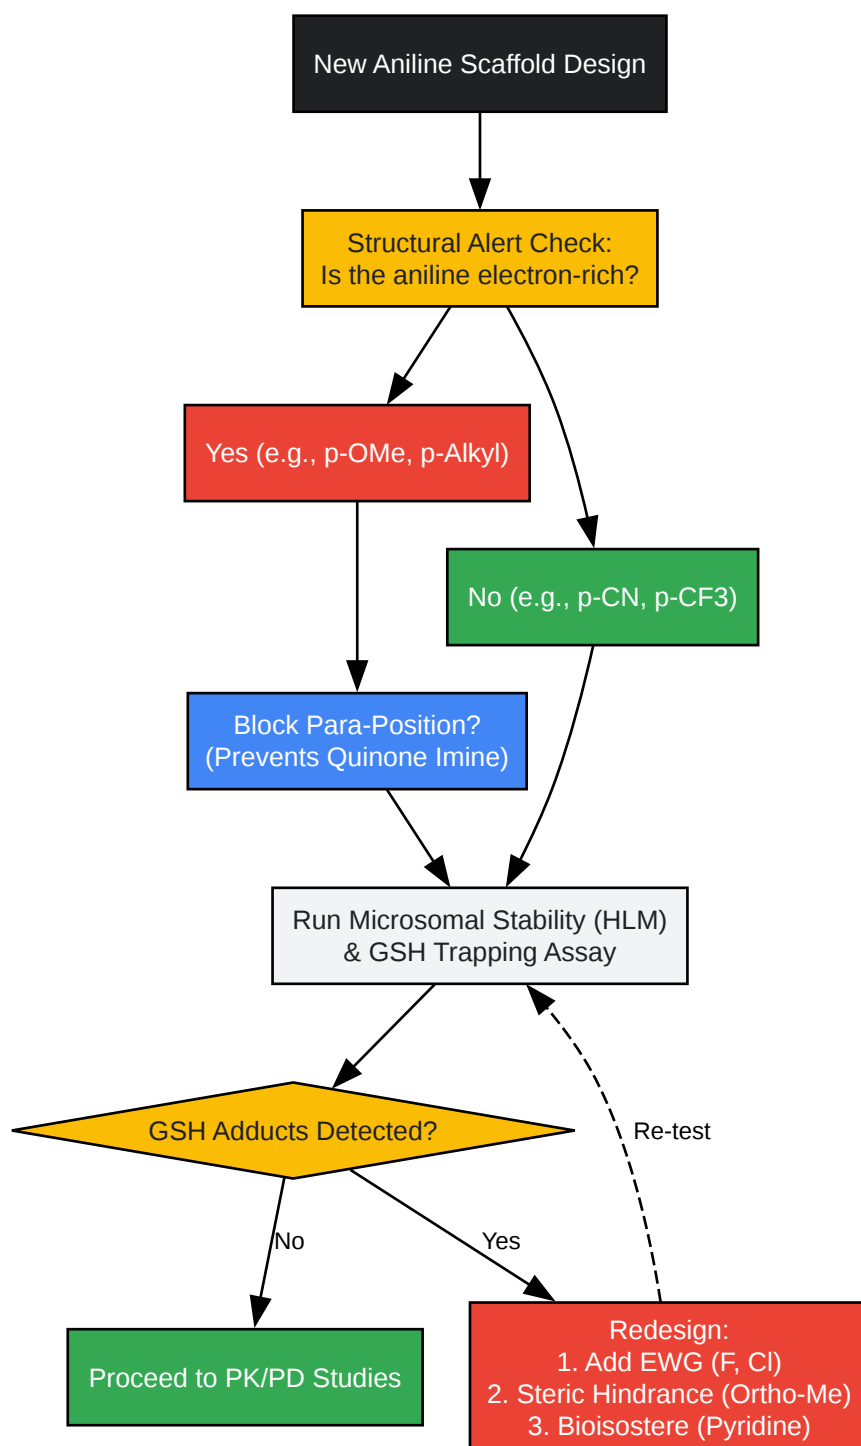 New Aniline Scaffold Design
Structural Alert Check:
Is the aniline electron-rich?
Yes (e.g., p-OMe, p-Alkyl)
No (e.g., p-CN, p-CF3)
Block Para-Position?
(Prevents Quinone Imine)
Run Microsomal Stability (HLM)
& GSH Trapping Assay
GSH Adducts Detected?
Re-test
No
Yes
Proceed to PK/PD Studies
Redesign:
1. Add EWG (F, Cl)
2. Steric Hindrance (Ortho-Me)
3. Bioisostere (Pyridine)